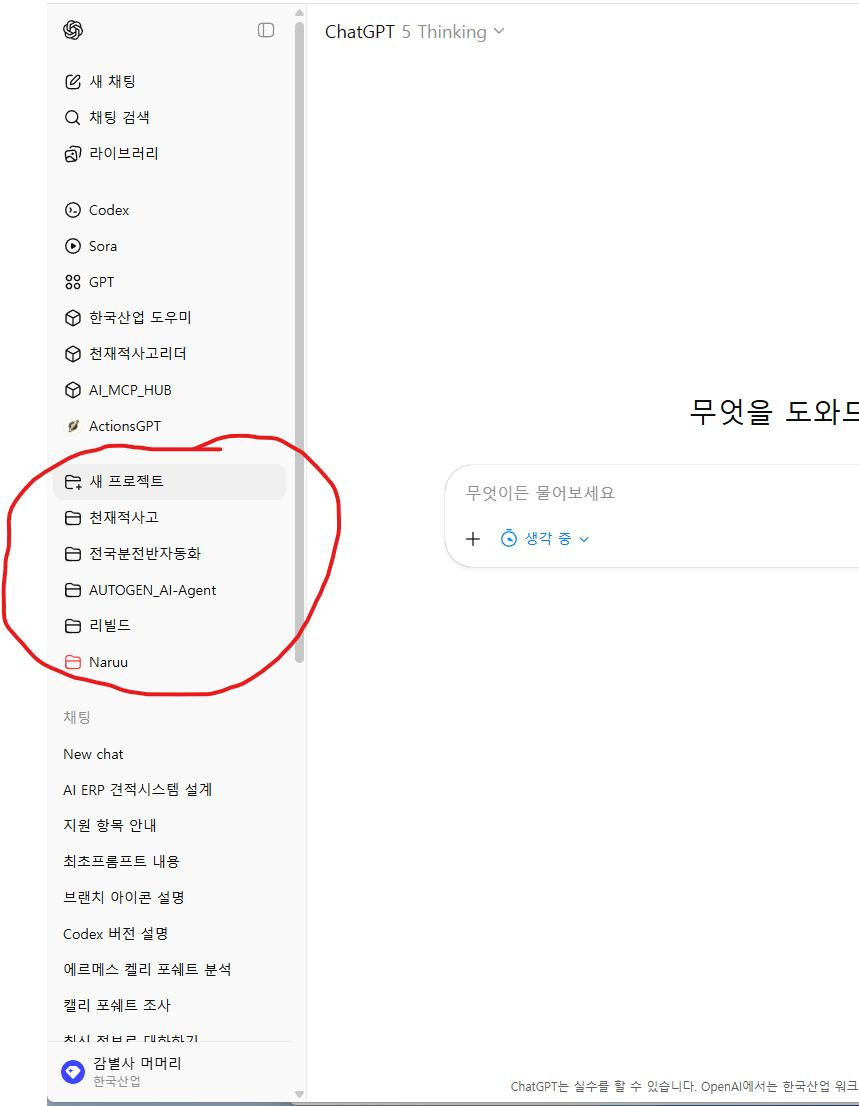 ChatGPT 5 Thinking
새 채팅
채팅 검색
라이브러리
Codex
Sora
GPT
한국산업 도우미
천재적사고리더
AI_MCP_HUB
ActionsGPT
새 프로젝트
천재적사고
전국분전반자동화
AUTOGEN_AI-Agent
리빌드
Naruu
채팅
New chat
AI ERP 견적시스템 설계
지원 항목 안내
최초프롬프트 내용
브랜치 아이콘 설명
Codex 버전 설명
에르메스 켈리 포쉐트 분석
캘리 포쉐트 조사
최신 정보로 대화하기
감별사 머머리
한국산업
무엇을 도와드
무엇이든 물어보세요
생각 중
ChatGPT는 실수를 할 수 있습니다. OpenAI에서는 한국산업 워크